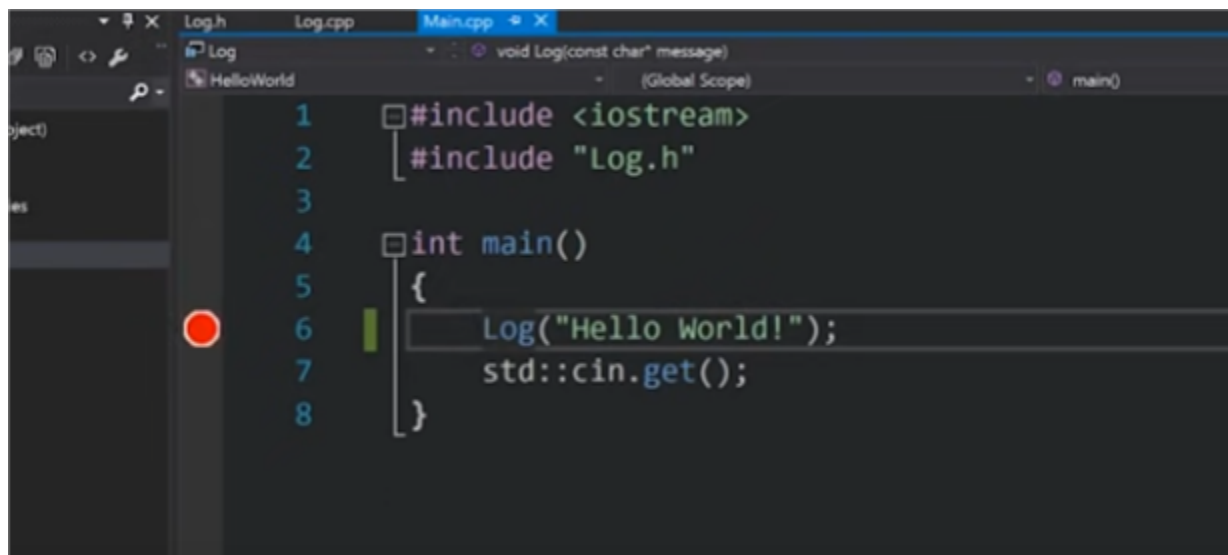 Log.h Log.cpp Main.cpp
Log void Log(const char* message)
HelloWorld (Global Scope) main()
1 #include <iostream>
2 #include "Log.h"
3
4 int main()
5 {
6 Log("Hello World!");
7 std::cin.get();
8 }